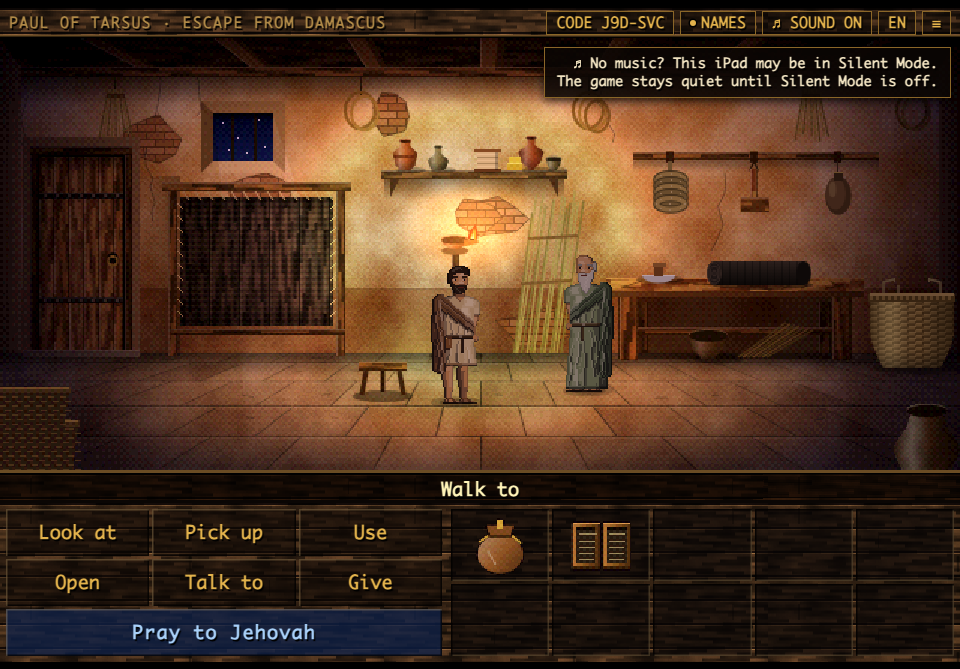 PAUL OF TARSUS · ESCAPE FROM DAMASCUS
CODE J9D-SVC
• NAMES
♬ SOUND ON
EN
≡
♬ No music? This iPad may be in Silent Mode.
The game stays quiet until Silent Mode is off.
Walk to
Look at
Pick up
Use
Open
Talk to
Give
Pray to Jehovah